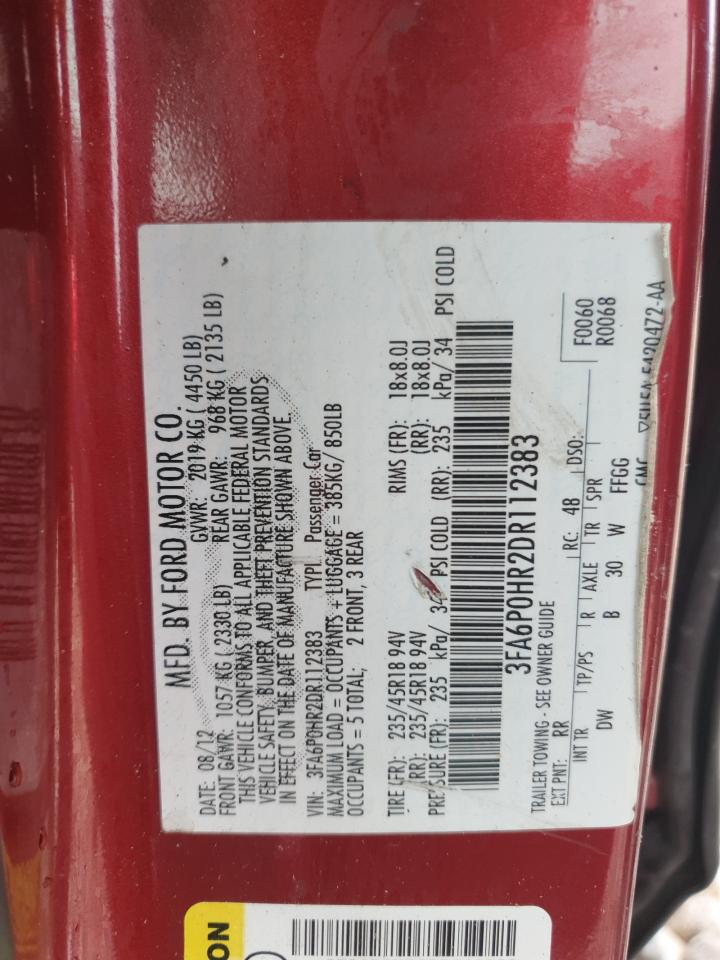 MFD. BY FORD MOTOR CO.
DATE: 08/12 GVWR: 2019 KG ( 4450 LB)
FRONT GAWR: 1057 KG ( 2330 LB) REAR GAWR: 968 KG ( 2135 LB)
THIS VEHICLE CONFORMS TO ALL APPLICABLE FEDERAL MOTOR
VEHICLE SAFETY, BUMPER, AND THEFT PREVENTION STANDARDS
IN EFFECT ON THE DATE OF MANUFACTURE SHOWN ABOVE.
VIN: 3FA6P0HR2DR112383 TYPE: Passenger Car
MAXIMUM LOAD = OCCUPANTS + LUGGAGE = 385KG/ 850LB
OCCUPANTS = 5 TOTAL; 2 FRONT, 3 REAR
TIRE (FR): 235/45R18 94V RIMS (FR): 18x8.0J
(RR): 235/45R18 94V (RR): 18x8.0J
PRESSURE (FR): 235 kPa/ 34 PSI COLD (RR): 235 kPa/ 34 PSI COLD
3FA6P0HR2DR112383
TRAILER TOWING - SEE OWNER GUIDE
EXT PNT: RR RC: 48 DSO: F0060
R0068
INT TR TP/PS R AXLE TR SPR
DW B 30 W FFGG
ON